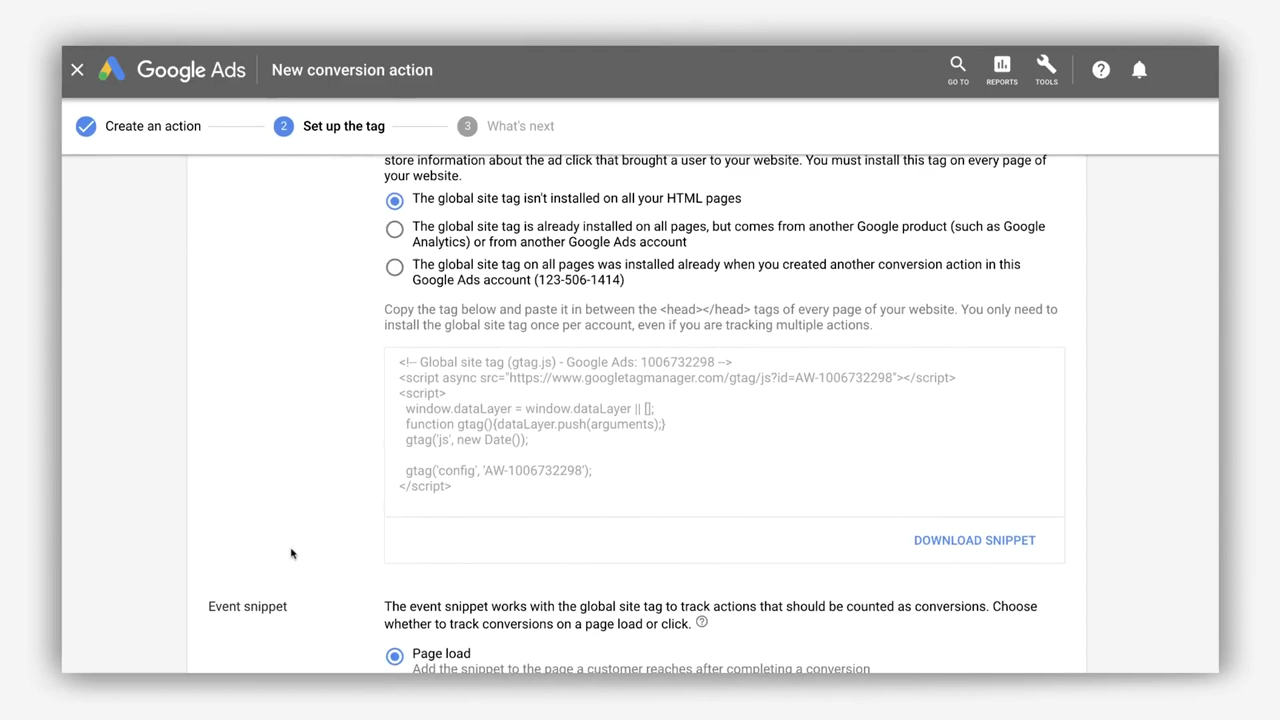 Google Ads
New conversion action
GO TO
REPORTS
TOOLS
?
Create an action
2
Set up the tag
3
What's next
store information about the ad click that brought a user to your website. You must install this tag on every page of
your website.
The global site tag isn't installed on all your HTML pages
The global site tag is already installed on all pages, but comes from another Google product (such as Google
Analytics) or from another Google Ads account
The global site tag on all pages was installed already when you created another conversion action in this
Google Ads account (123-506-1414)
Copy the tag below and paste it in between the <head></head> tags of every page of your website. You only need to
install the global site tag once per account, even if you are tracking multiple actions.
<!-- Global site tag (gtag.js) - Google Ads: 1006732298 -->
<script async src="https://www.googletagmanager.com/gtag/js?id=AW-1006732298"></script>
<script>
window.dataLayer = window.dataLayer || [];
function gtag(){dataLayer.push(arguments);}
gtag('js', new Date());
gtag('config', 'AW-1006732298');
</script>
DOWNLOAD SNIPPET
Event snippet
The event snippet works with the global site tag to track actions that should be counted as conversions. Choose
whether to track conversions on a page load or click. ?
Page load
Add the snippet to the page a customer reaches after completing a conversion